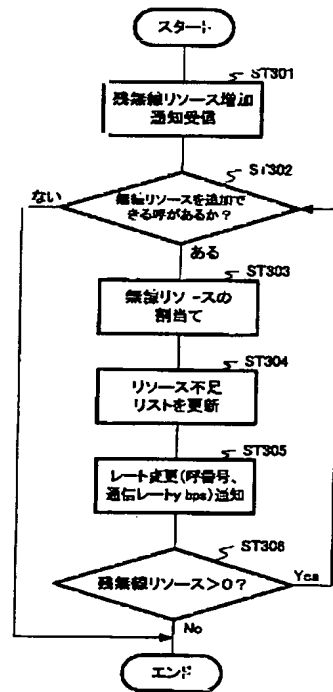 スタート
ST301
残無線リソース増加
通知受信
ST302
無線リソースを追加で
きる呼があるか？
ない
ある
ST303
無線リソースの
割当て
ST304
リソース不足
リストを更新
ST305
レート変更(呼番号、
通信レートy bps)通知
ST306
残無線リソース>0?
Yes
No
エンド